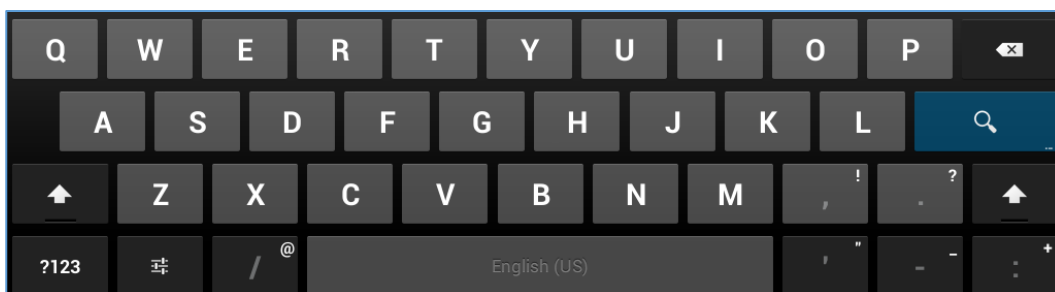 Q W E R T Y U I O P
A S D F G H J K L
Z X C V B N M , ! . ?
?123 / @ English (US) ' " - _ : +